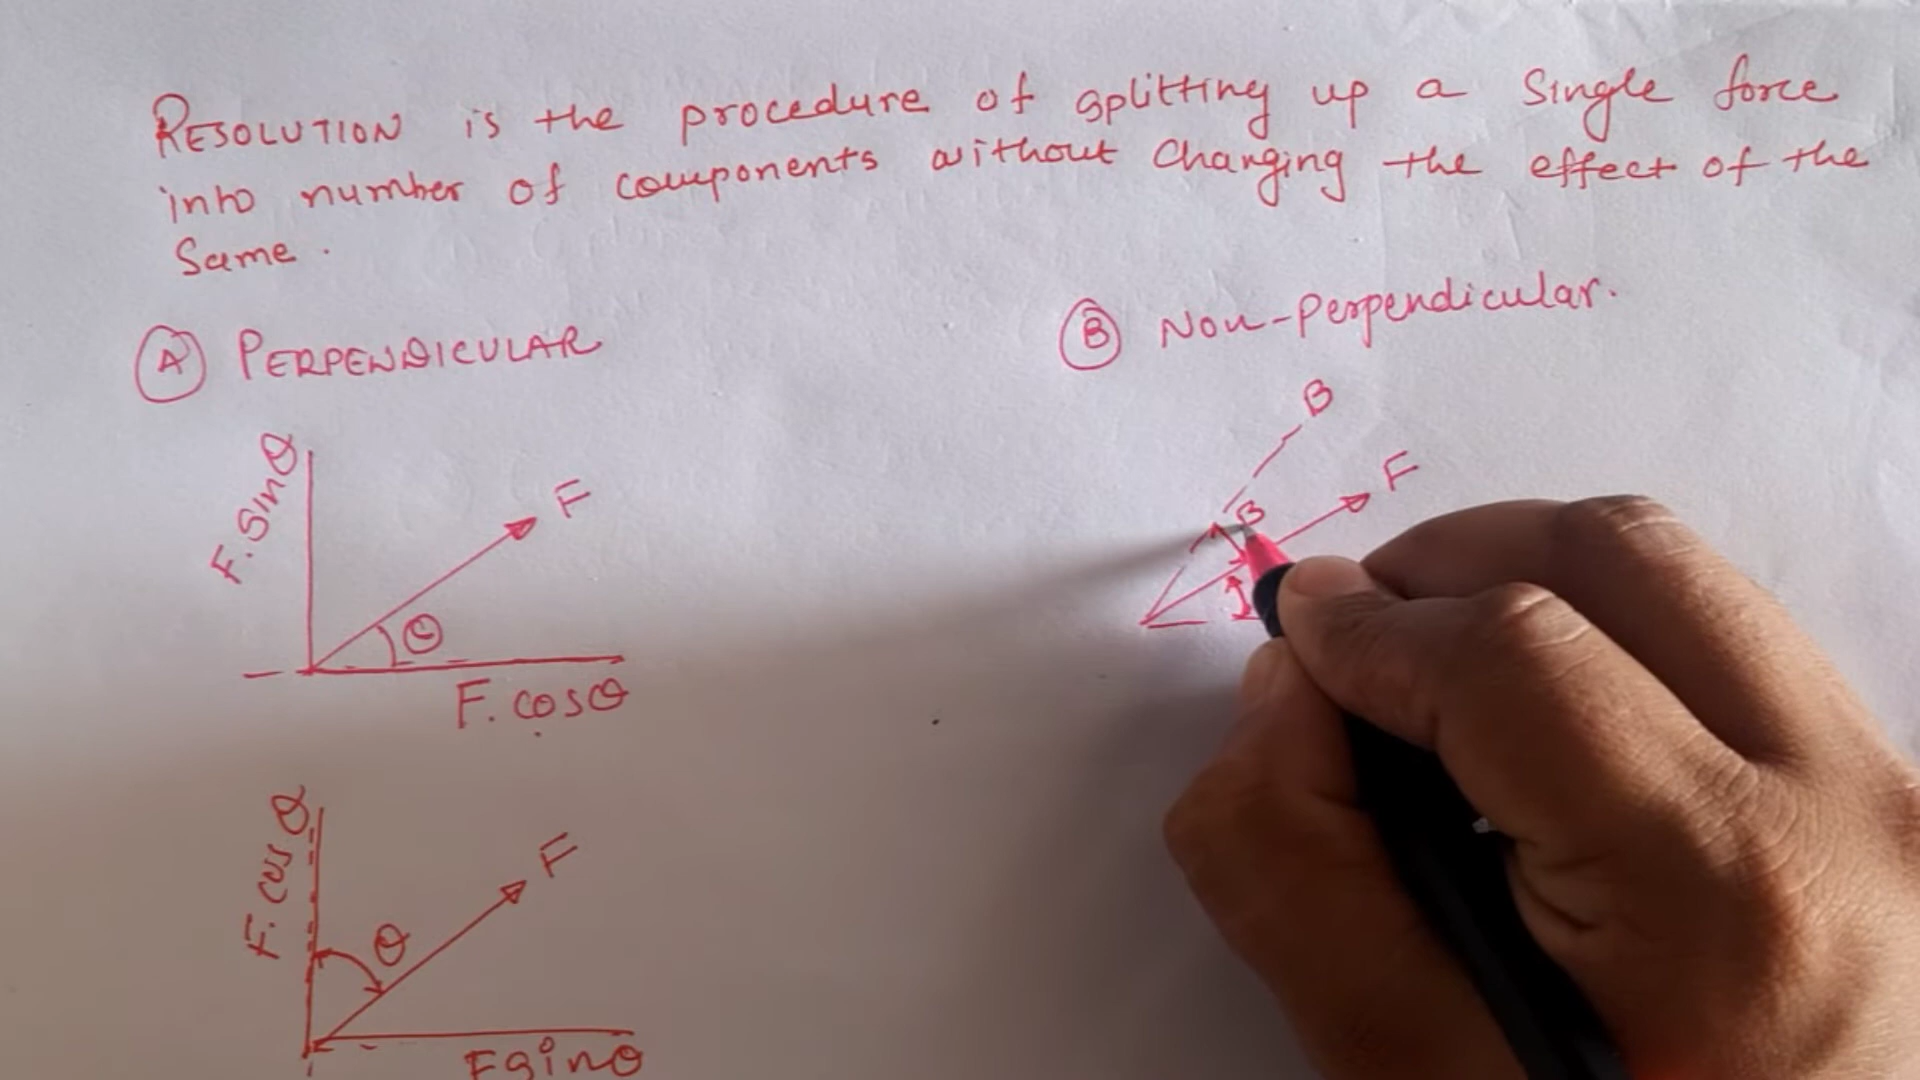 RESOLUTION is the procedure of splitting up a Single force
into number of components without changing the effect of the
Same.
A PERPENDICULAR
B Non-Perpendicular.
F. Sinθ
F
θ
F. cosθ
B
F
B
F. cosθ
F
θ
Fsinθ